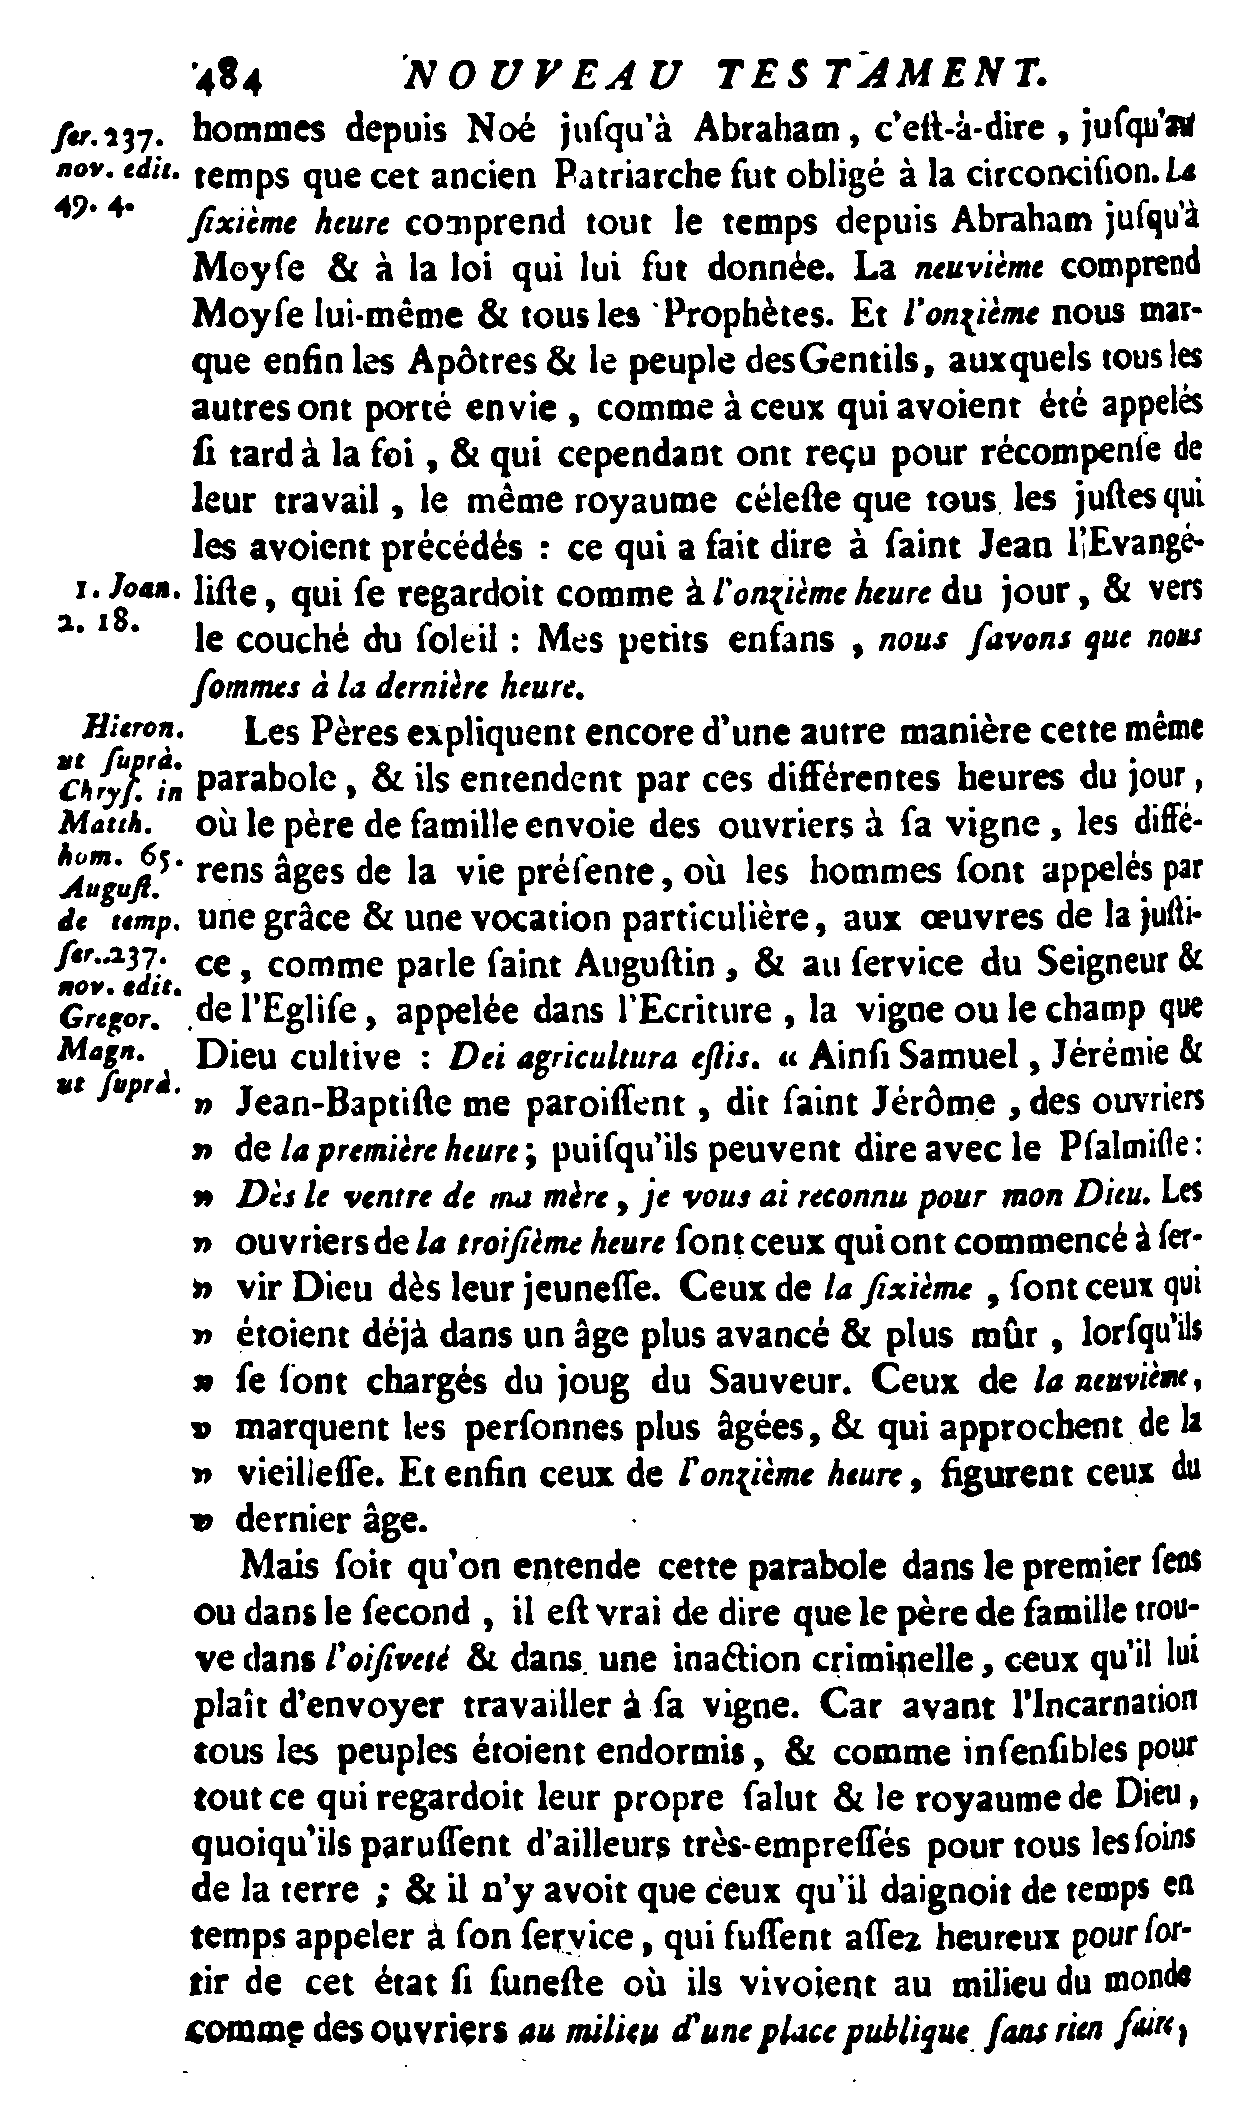 484 NOUVEAU TESTAMENT.
ſer. 237.
nov. edit.
49. 4.
hommes depuis Noé juſqu'à Abraham, c'eſt-à-dire, juſqu'au
temps que cet ancien Patriarche fut obligé à la circonciſion. La
ſixième heure comprend tout le temps depuis Abraham juſqu'à
Moyſe & à la loi qui lui fut donnée. La neuvième comprend
Moyſe lui-même & tous les Prophètes. Et l'onzième nous mar-
que enfin les Apôtres & le peuple des Gentils, auxquels tous les
autres ont porté envie, comme à ceux qui avoient été appelés
ſi tard à la foi, & qui cependant ont reçu pour récompenſe de
leur travail, le même royaume céleſte que tous les juſtes qui
les avoient précédés : ce qui a fait dire à ſaint Jean l'Evangé-
1. Joan.
2. 18.
liſte, qui ſe regardoit comme à l'onzième heure du jour, & vers
le couché du ſoleil : Mes petits enfans, nous ſavons que nous
ſommes à la dernière heure.
Hieron.
ut ſuprà.
Chryſ. in
Matth.
hom. 65.
Auguſt.
de temp.
ſer. 237.
nov. edit.
Gregor.
Magn.
ut ſuprà.
Les Pères expliquent encore d'une autre manière cette même
parabole, & ils entendent par ces différentes heures du jour,
où le père de famille envoie des ouvriers à ſa vigne, les diffé-
rens âges de la vie préſente, où les hommes ſont appelés par
une grâce & une vocation particulière, aux œuvres de la juſti-
ce, comme parle ſaint Auguſtin, & au ſervice du Seigneur &
de l'Egliſe, appelée dans l'Ecriture, la vigne ou le champ que
Dieu cultive : Dei agricultura eſtis. “ Ainſi Samuel, Jérémie &
» Jean-Baptiſte me paroiſſent, dit ſaint Jérôme, des ouvriers
» de la première heure; puiſqu'ils peuvent dire avec le Pſalmiſte:
» Dès le ventre de ma mère, je vous ai reconnu pour mon Dieu. Les
» ouvriers de la troiſième heure ſont ceux qui ont commencé à ſer-
» vir Dieu dès leur jeuneſſe. Ceux de la ſixième, ſont ceux qui
» étoient déjà dans un âge plus avancé & plus mûr, lorſqu'ils
» ſe ſont chargés du joug du Sauveur. Ceux de la neuvième,
» marquent les perſonnes plus âgées, & qui approchent de la
» vieilleſſe. Et enfin ceux de l'onzième heure, figurent ceux du
» dernier âge.
Mais ſoit qu'on entende cette parabole dans le premier ſens
ou dans le ſecond, il eſt vrai de dire que le père de famille trou-
ve dans l'oiſiveté & dans une inaction criminelle, ceux qu'il lui
plaît d'envoyer travailler à ſa vigne. Car avant l'Incarnation
tous les peuples étoient endormis, & comme inſenſibles pour
tout ce qui regardoit leur propre ſalut & le royaume de Dieu,
quoiqu'ils paruſſent d'ailleurs très-empreſſés pour tous les ſoins
de la terre ; & il n'y avoit que ceux qu'il daignoit de temps en
temps appeler à ſon ſervice, qui fuſſent aſſez heureux pour ſor-
tir de cet état ſi funeſte où ils vivoient au milieu du monde
comme des ouvriers au milieu d'une place publique ſans rien faire,